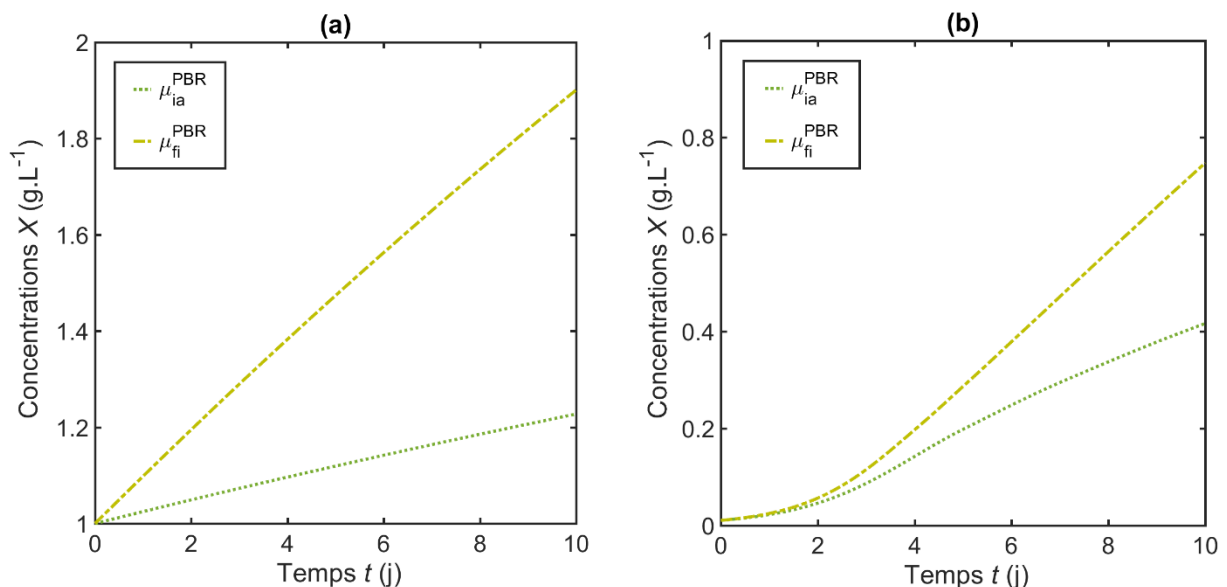 (a)
2
1.8
1.6
1.4
1.2
1
Concentrations X (g.L⁻¹)
μ_ia^PBR
μ_fi^PBR
0 2 4 6 8 10
Temps t (j)
(b)
1
0.8
0.6
0.4
0.2
0
Concentrations X (g.L⁻¹)
μ_ia^PBR
μ_fi^PBR
0 2 4 6 8 10
Temps t (j)